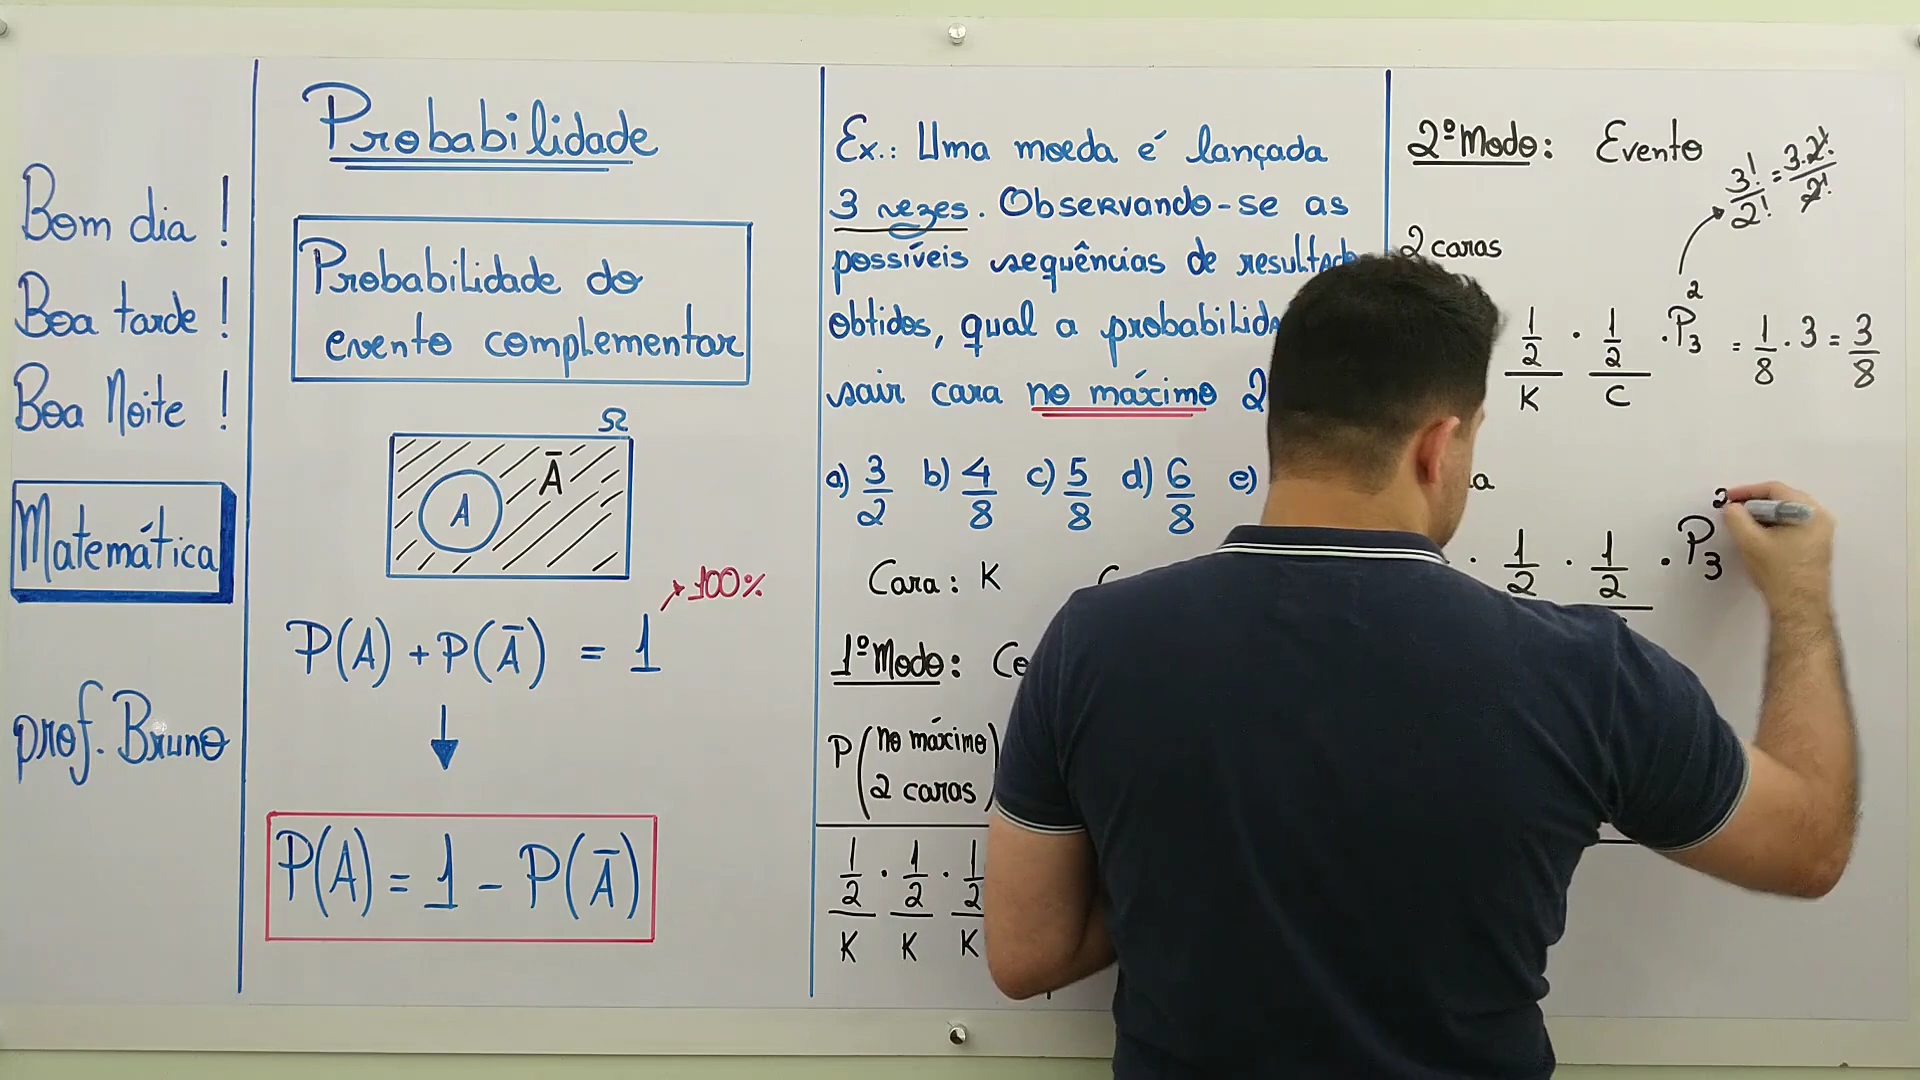 Bom dia !
Boa tarde !
Boa Noite !
Matemática
prof. Bruno
Probabilidade
Probabilidade do
evento complementar
Ω
A
Ā
P(A) + P(Ā) = 1
100%
P(A) = 1 - P(Ā)
Ex.: Uma moeda é lançada
3 vezes. Observando-se as
possíveis sequências de
obtidos, qual a
sair cara no máximo 2
a) 3/2 b) 4/8 c) 5/8 d) 6/8 e)
Cara: K
1º Modo:
P(no máximo
2 caras)
1/2 · 1/2 · 1/2
K K K
2º Modo: Evento
3!/2! = 3.2!/2!
2 caras
1/2 · 1/2 · P₃² = 1/8 · 3 = 3/8
K C
· 1/2 · 1/2 · P₃²